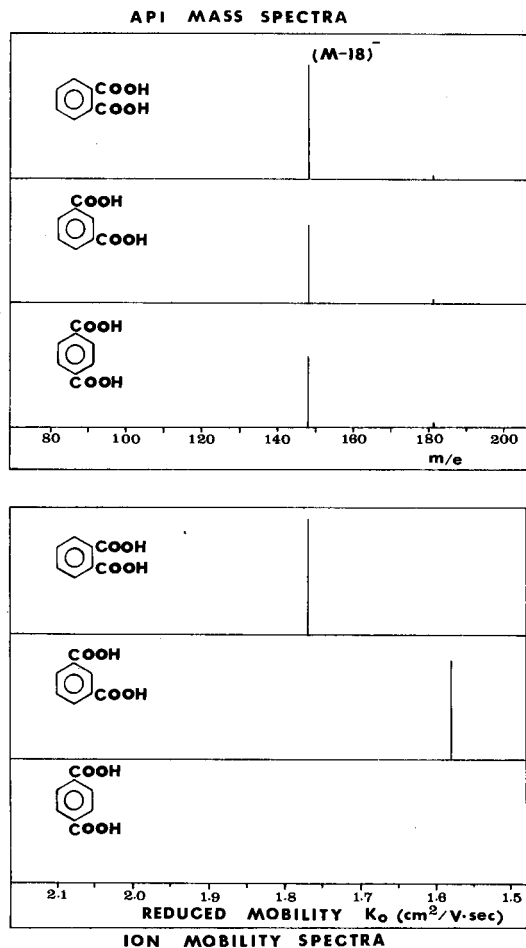 API MASS SPECTRA
(M-18)⁻
COOH
COOH
COOH
COOH
COOH
COOH
80 100 120 140 160 180 200
m/e
COOH
COOH
COOH
COOH
COOH
COOH
2.1 2.0 1.9 1.8 1.7 1.6 1.5
REDUCED MOBILITY K₀ (cm²/V·sec)
ION MOBILITY SPECTRA